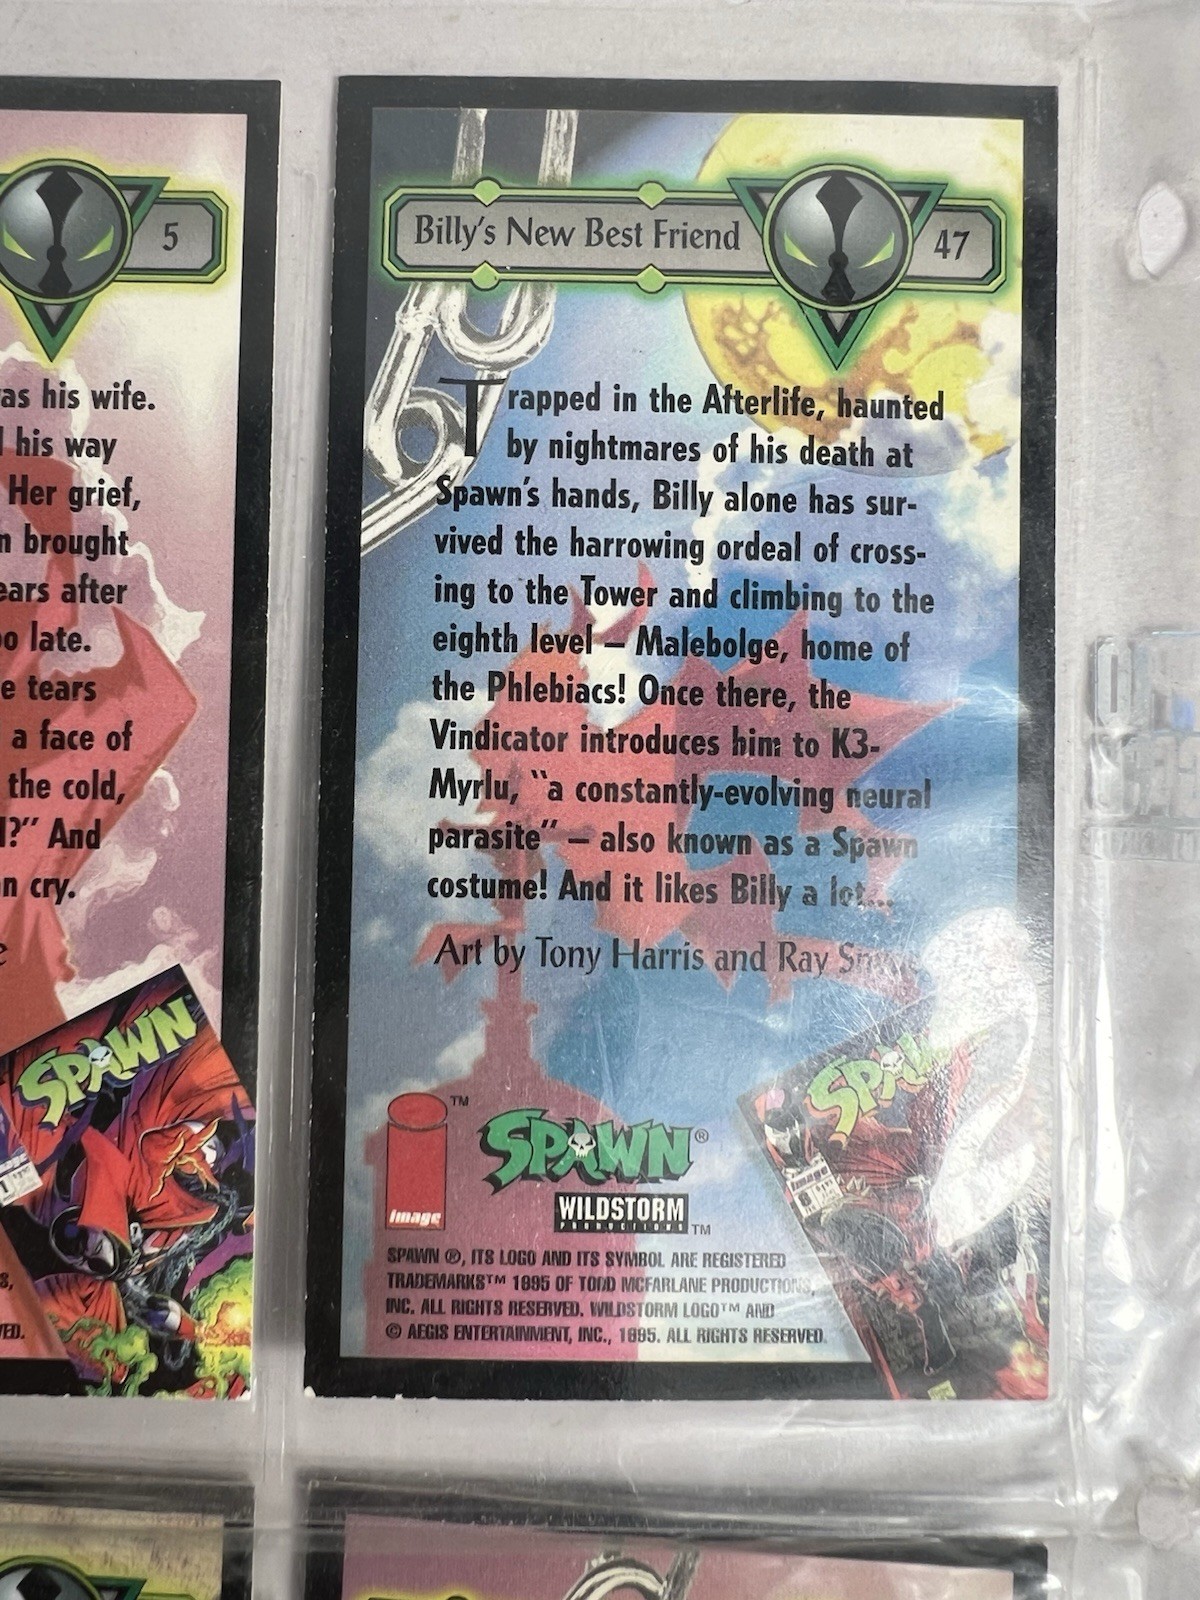 5
as his wife.
his way
Her grief,
brought
ears after
late.
tears
a face of
the cold,
And
cry.
SPAWN
Billy's New Best Friend
47
Trapped in the Afterlife, haunted
by nightmares of his death at
Spawn's hands, Billy alone has sur-
vived the harrowing ordeal of cross-
ing to the Tower and climbing to the
eighth level – Malebolge, home of
the Phlebiacs! Once there, the
Vindicator introduces him to K3-
Myrlu, "a constantly-evolving neural
parasite" – also known as a Spawn
costume! And it likes Billy a lot...
Art by Tony Harris and Ray
SPAWN
image
8
TM
image
SPAWN®
WILDSTORM
PRODUCTIONS TM
SPAWN ®, ITS LOGO AND ITS SYMBOL ARE REGISTERED
TRADEMARKS™ 1995 OF TODD MCFARLANE PRODUCTIONS,
INC. ALL RIGHTS RESERVED. WILDSTORM LOGO™ AND
© AEGIS ENTERTAINMENT, INC., 1995. ALL RIGHTS RESERVED.